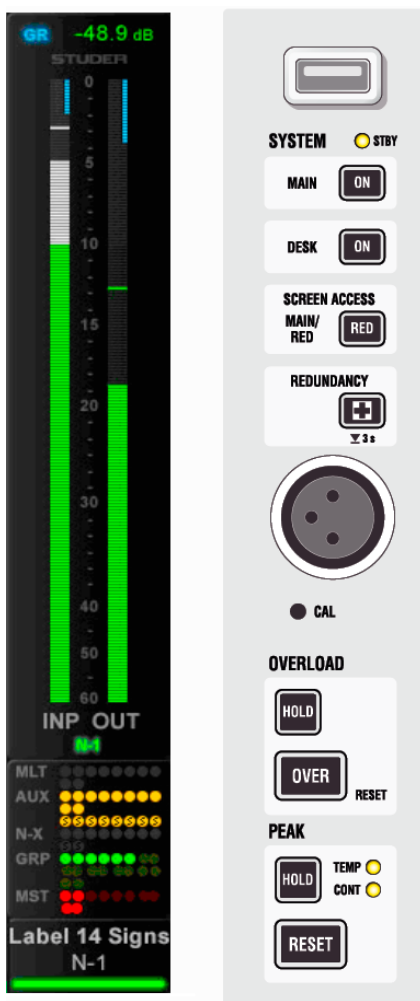 GR -48.9 dB
STUDER
0
5
10
15
20
30
40
50
60
INP OUT
N-1
MLT
AUX
N-X
GRP
MST
Label 14 Signs
N-1
SYSTEM STBY
MAIN ON
DESK ON
SCREEN ACCESS
MAIN/
RED RED
REDUNDANCY
3 s
CAL
OVERLOAD
HOLD
OVER RESET
PEAK
HOLD TEMP
CONT
RESET